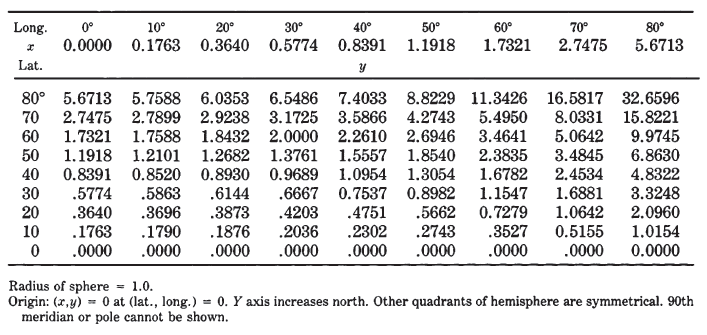 Long. 0° 10° 20° 30° 40° 50° 60° 70° 80°
x 0.0000 0.1763 0.3640 0.5774 0.8391 1.1918 1.7321 2.7475 5.6713
Lat. y
80° 5.6713 5.7588 6.0353 6.5486 7.4033 8.8229 11.3426 16.5817 32.6596
70 2.7475 2.7899 2.9238 3.1725 3.5866 4.2743 5.4950 8.0331 15.8221
60 1.7321 1.7588 1.8432 2.0000 2.2610 2.6946 3.4641 5.0642 9.9745
50 1.1918 1.2101 1.2682 1.3761 1.5557 1.8540 2.3835 3.4845 6.8630
40 0.8391 0.8520 0.8930 0.9689 1.0954 1.3054 1.6782 2.4534 4.8322
30 .5774 .5863 .6144 .6667 0.7537 0.8982 1.1547 1.6881 3.3248
20 .3640 .3696 .3873 .4203 .4751 .5662 0.7279 1.0642 2.0960
10 .1763 .1790 .1876 .2036 .2302 .2743 .3527 0.5155 1.0154
0 .0000 .0000 .0000 .0000 .0000 .0000 .0000 .0000 0.0000
Radius of sphere = 1.0.
Origin: (x,y) = 0 at (lat., long.) = 0. Y axis increases north. Other quadrants of hemisphere are symmetrical. 90th
meridian or pole cannot be shown.